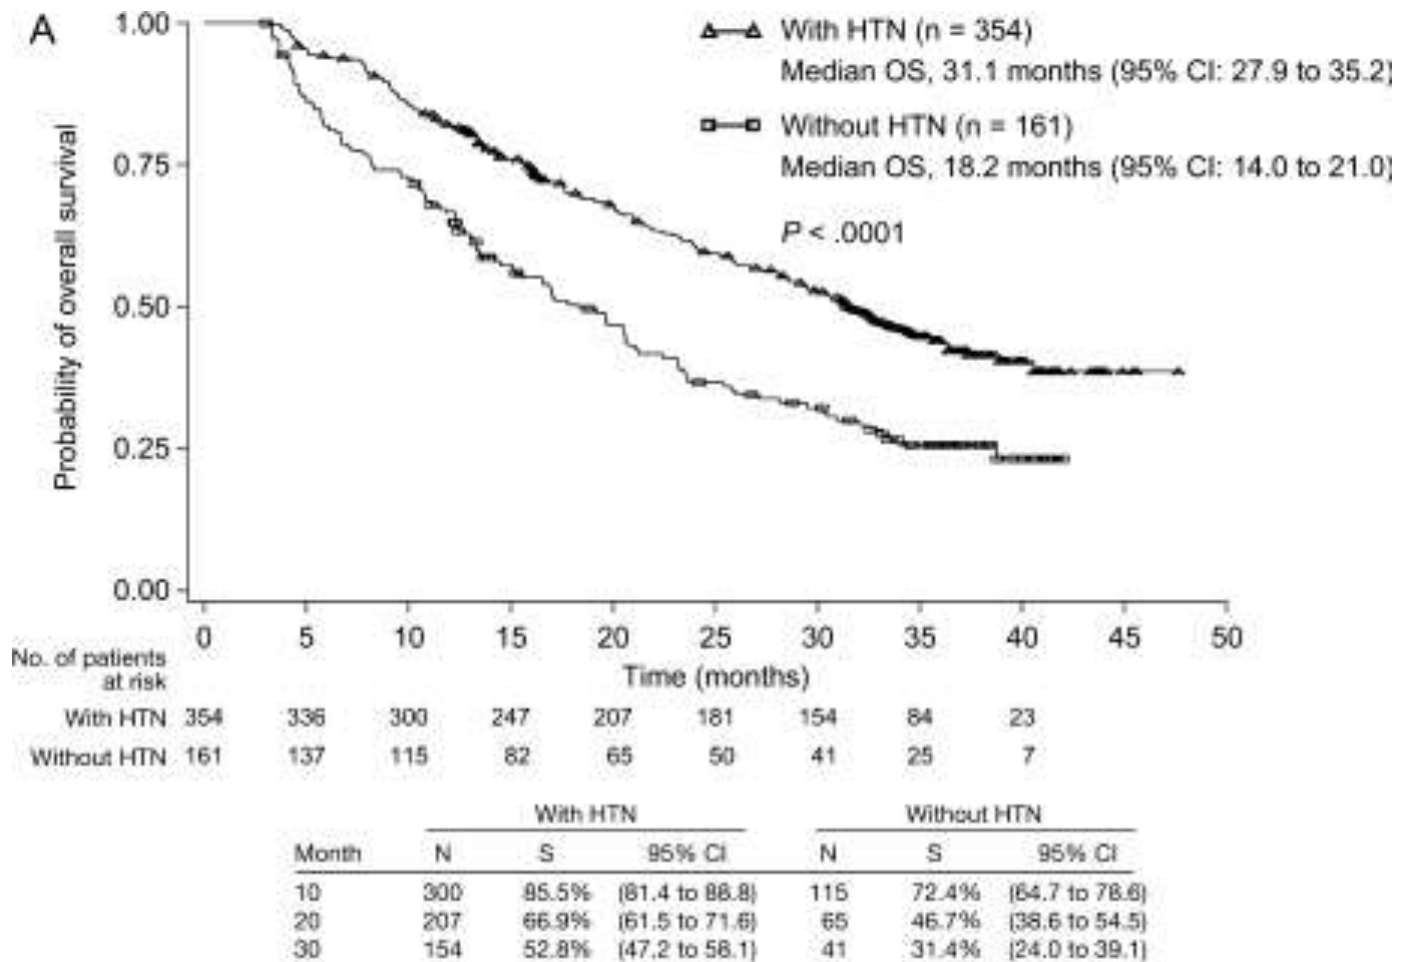 A
With HTN (n = 354)
Median OS, 31.1 months (95% CI: 27.9 to 35.2)
Without HTN (n = 161)
Median OS, 18.2 months (95% CI: 14.0 to 21.0)
P < .0001
Probability of overall survival
1.00
0.75
0.50
0.25
0.00
0 5 10 15 20 25 30 35 40 45 50
Time (months)
No. of patients
at risk
With HTN 354 336 300 247 207 181 154 84 23
Without HTN 161 137 115 82 65 50 41 25 7
With HTN Without HTN
Month N S 95% CI N S 95% CI
10 300 85.5% (81.4 to 88.8) 115 72.4% (64.7 to 78.6)
20 207 66.9% (61.5 to 71.6) 65 46.7% (38.6 to 54.5)
30 154 52.8% (47.2 to 58.1) 41 31.4% (24.0 to 39.1)